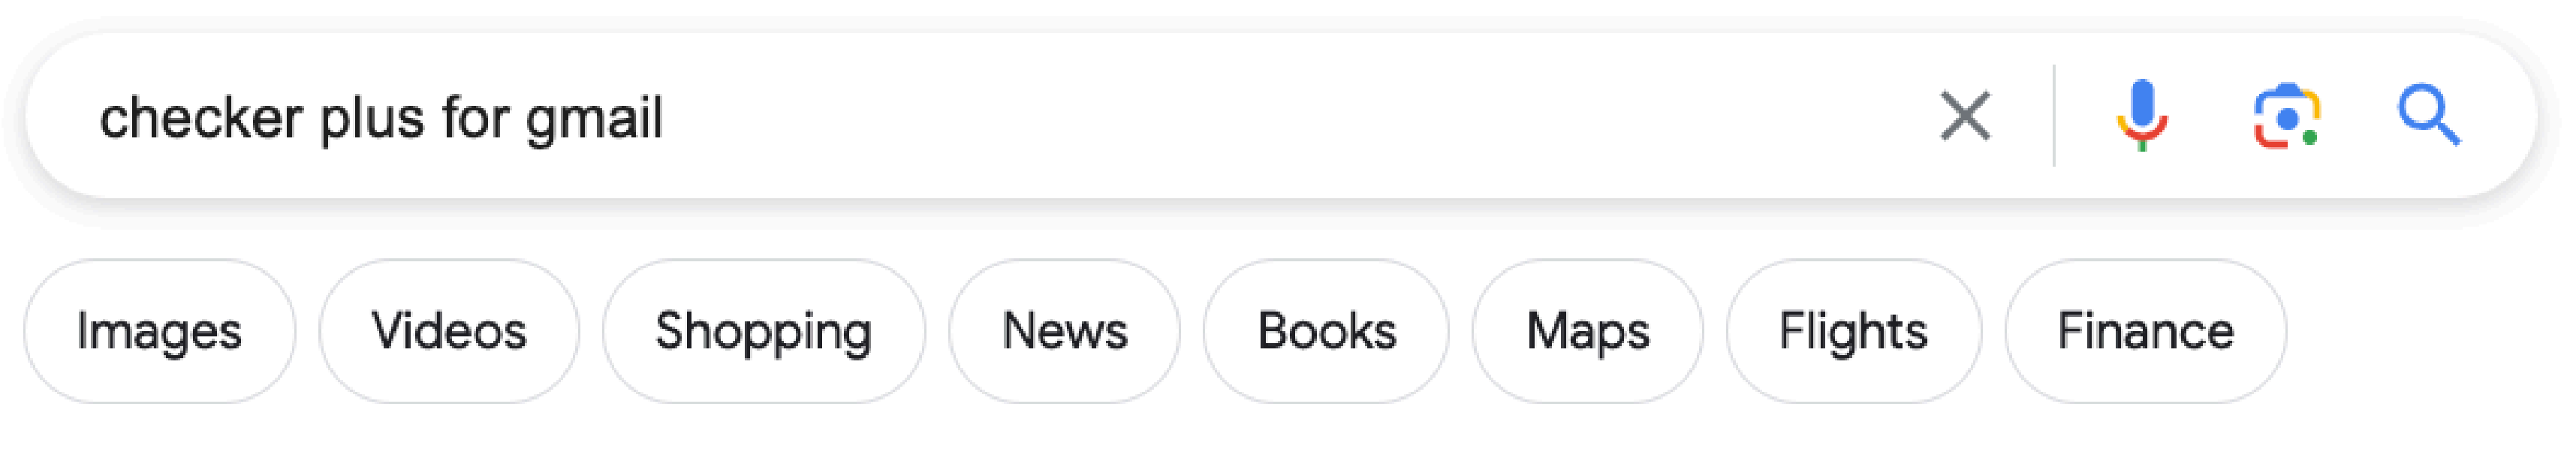 checker plus for gmail
Images Videos Shopping News Books Maps Flights Finance